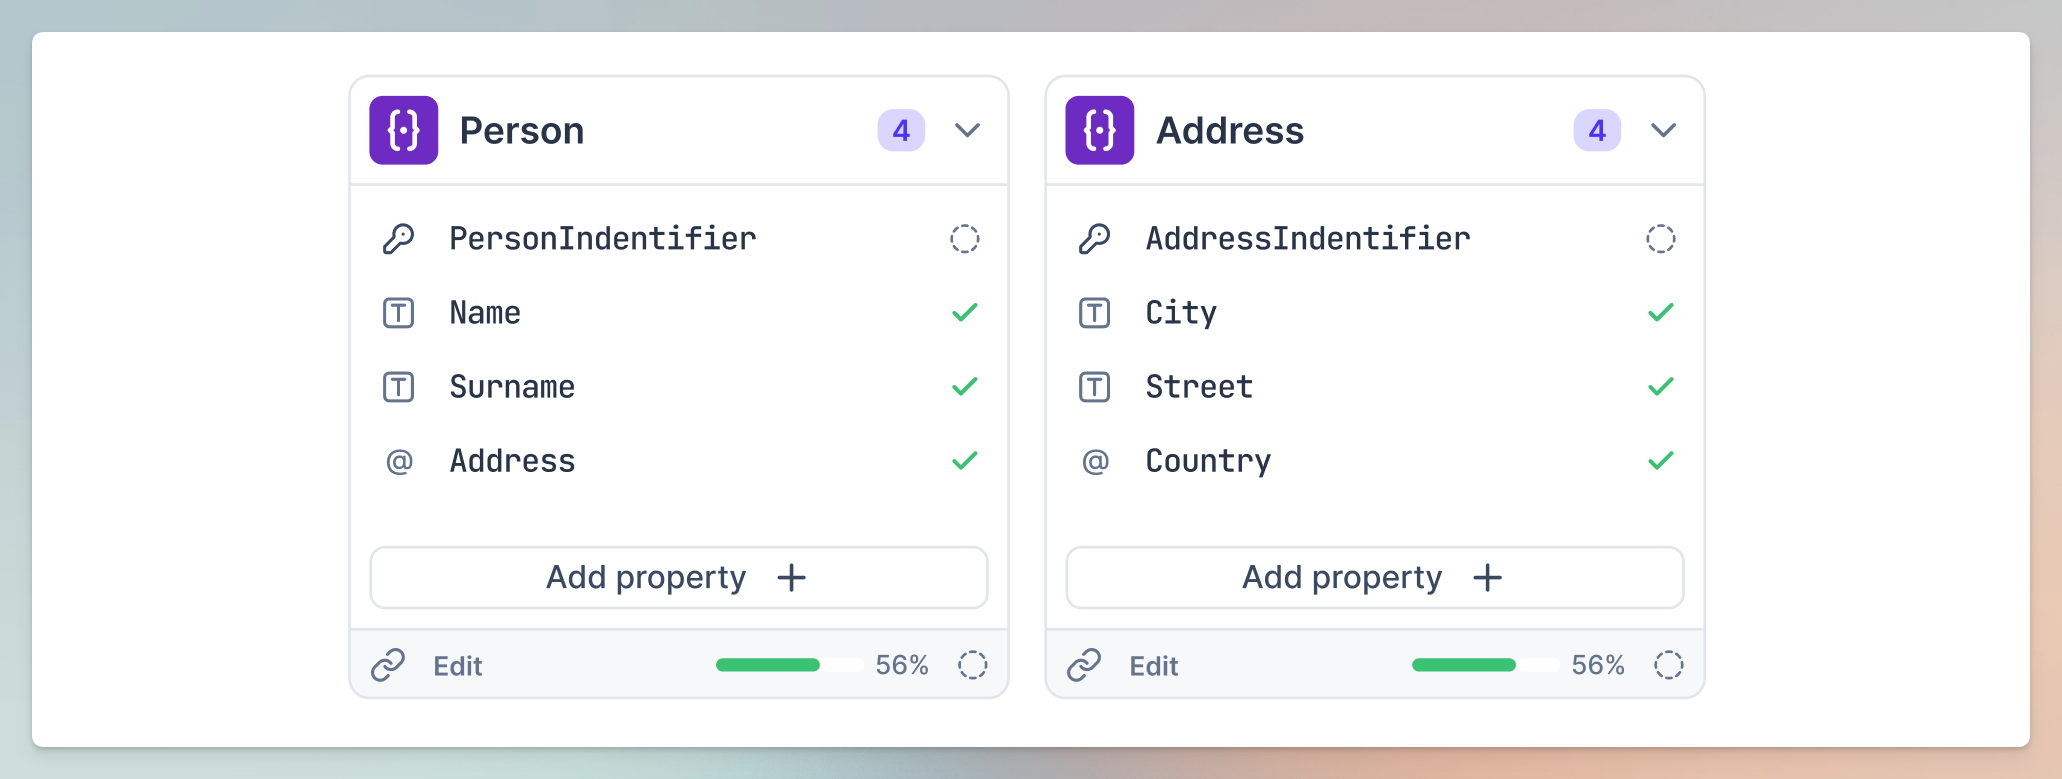 Person 4
PersonIndentifier
Name
Surname
@ Address
Add property +
Edit 56%
Address 4
AddressIndentifier
City
Street
@ Country
Add property +
Edit 56%